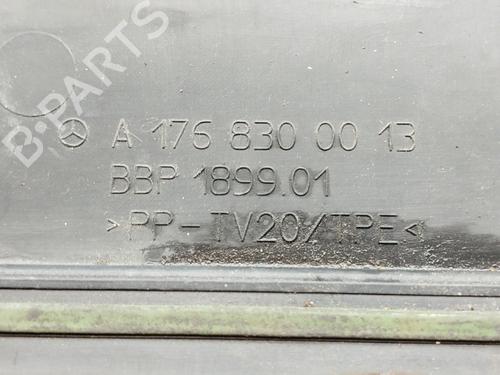 B-PARTS
A 176 830 00 13
BBP 1899.01
>PP-TV20/TPE<